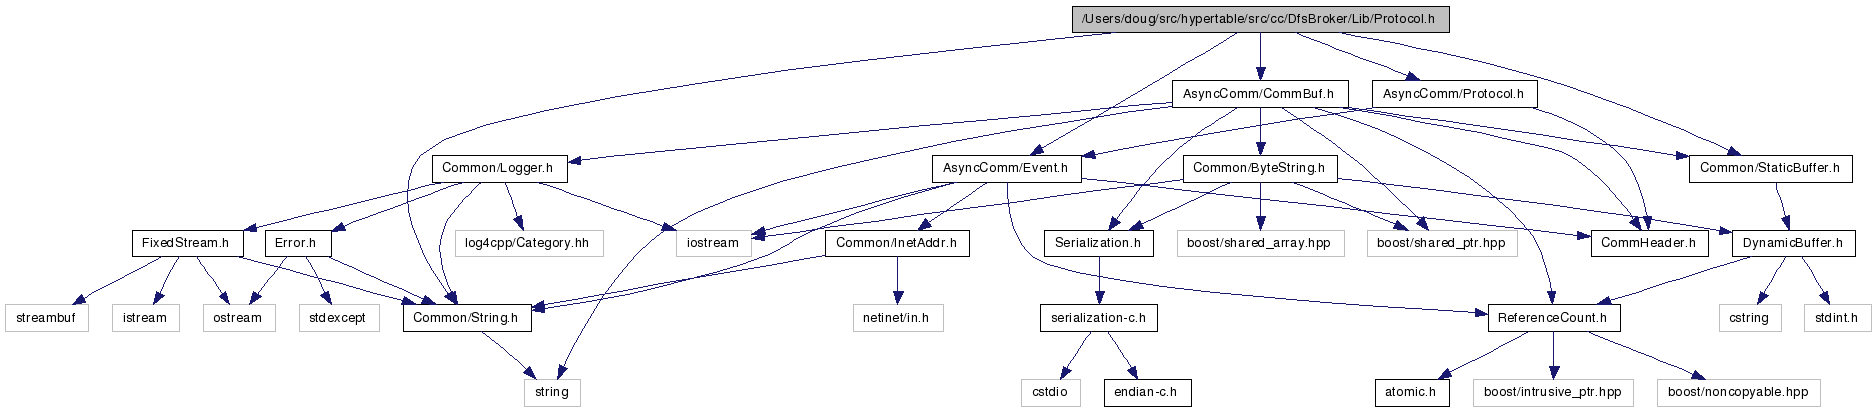 /Users/doug/src/hypertable/src/cc/DfsBroker/Lib/Protocol.h
AsyncComm/CommBuf.h
AsyncComm/Protocol.h
Common/Logger.h
AsyncComm/Event.h
Common/ByteString.h
Common/StaticBuffer.h
FixedStream.h
Error.h
log4cpp/Category.hh
iostream
Common/InetAddr.h
Serialization.h
boost/shared_array.hpp
boost/shared_ptr.hpp
CommHeader.h
DynamicBuffer.h
streambuf
istream
ostream
stdexcept
Common/String.h
netinet/in.h
serialization-c.h
ReferenceCount.h
cstring
stdint.h
string
cstdio
endian-c.h
atomic.h
boost/intrusive_ptr.hpp
boost/noncopyable.hpp